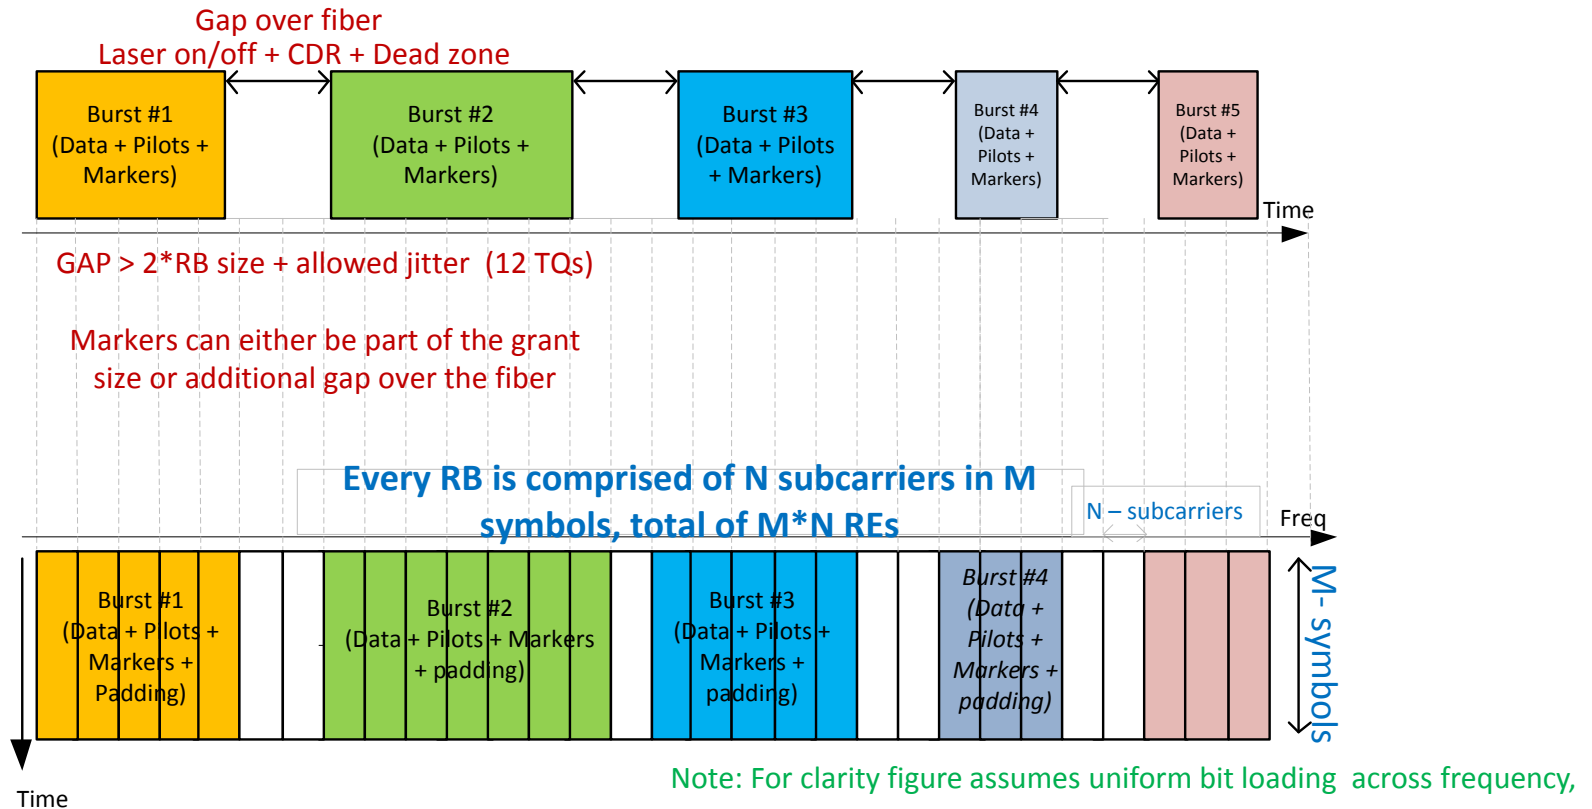 Gap over fiber
Laser on/off + CDR + Dead zone
Burst #1
(Data + Pilots +
Markers)
Burst #2
(Data + Pilots +
Markers)
Burst #3
(Data + Pilots
+ Markers)
Burst #4
(Data +
Pilots +
Markers)
Burst #5
(Data +
Pilots +
Markers)
Time
GAP > 2*RB size + allowed jitter (12 TQs)
Markers can either be part of the grant
size or additional gap over the fiber
Every RB is comprised of N subcarriers in M
symbols, total of M*N REs
N – subcarriers
Freq
Burst #1
(Data + Pilots +
Markers +
Padding)
Burst #2
(Data + Pilots + Markers
+ padding)
Burst #3
(Data + Pilots +
Markers +
padding)
Burst #4
(Data +
Pilots +
Markers +
padding)
M- symbols
Time
Note: For clarity figure assumes uniform bit loading across frequency,